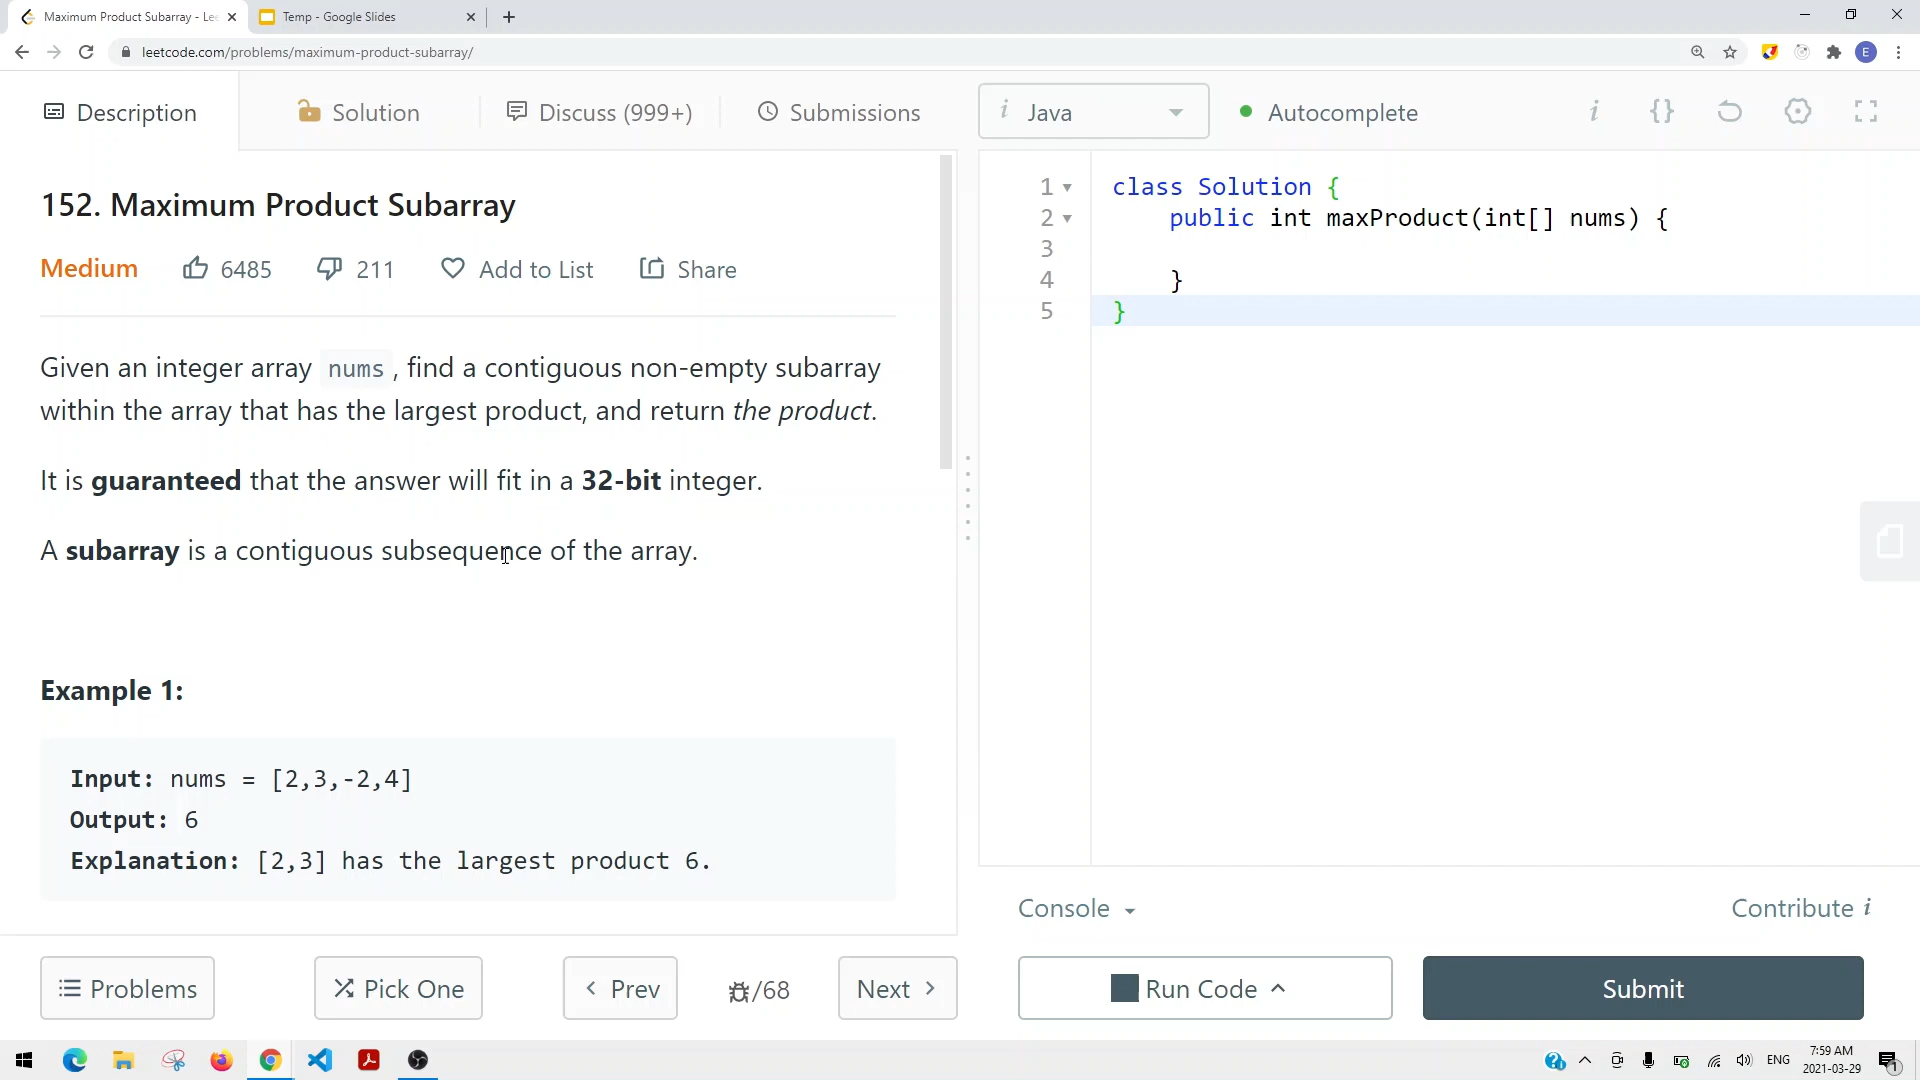 Maximum Product Subarray - Lee
Temp - Google Slides
leetcode.com/problems/maximum-product-subarray/
E
Description
Solution
Discuss (999+)
Submissions
i Java
Autocomplete
i {}
152. Maximum Product Subarray
Medium 6485 211 Add to List Share
Given an integer array nums, find a contiguous non-empty subarray
within the array that has the largest product, and return the product.
It is guaranteed that the answer will fit in a 32-bit integer.
A subarray is a contiguous subsequence of the array.
Example 1:
Input: nums = [2,3,-2,4]
Output: 6
Explanation: [2,3] has the largest product 6.
1 class Solution {
2 public int maxProduct(int[] nums) {
3
4 }
5 }
Console
Contribute i
Problems
Pick One
Prev
/68
Next
Run Code
Submit
ENG
7:59 AM
2021-03-29
1